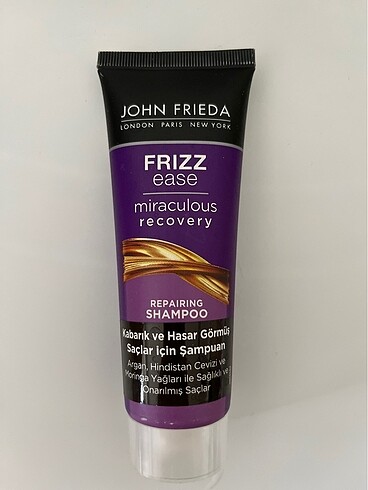 JOHN FRIEDA
LONDON PARIS NEW YORK
FRIZZ
ease
miraculous
recovery
REPAIRING
SHAMPOO
Kabarık ve Hasar Görmüş
Saçlar için Şampuan
Argan, Hindistan Cevizi ve
Moringa Yağları ile Sağlıklı ve
Onarılmış Saçlar